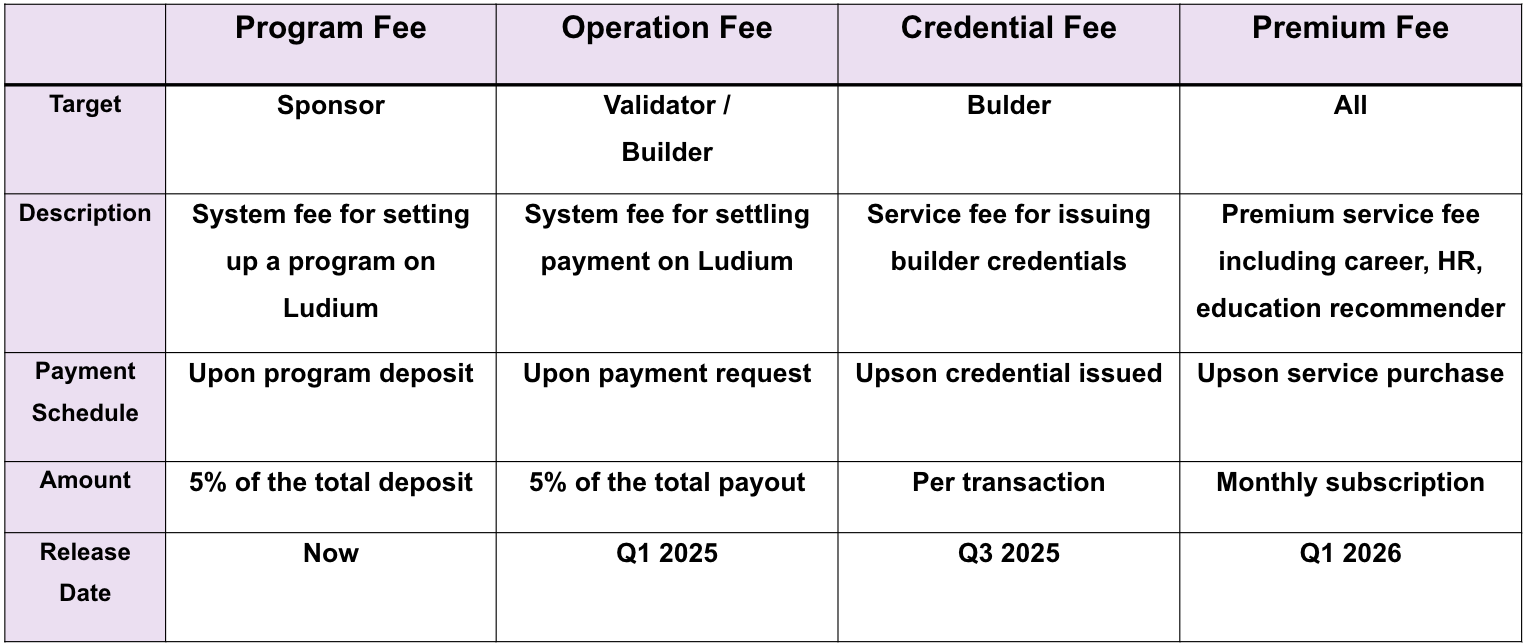 Program Fee Operation Fee Credential Fee Premium Fee
Target Sponsor Validator / Bulder All
Builder
Description System fee for setting System fee for settling Service fee for issuing Premium service fee
up a program on payment on Ludium builder credentials including career, HR,
Ludium education recommender
Payment Upon program deposit Upon payment request Upson credential issued Upson service purchase
Schedule
Amount 5% of the total deposit 5% of the total payout Per transaction Monthly subscription
Release Now Q1 2025 Q3 2025 Q1 2026
Date